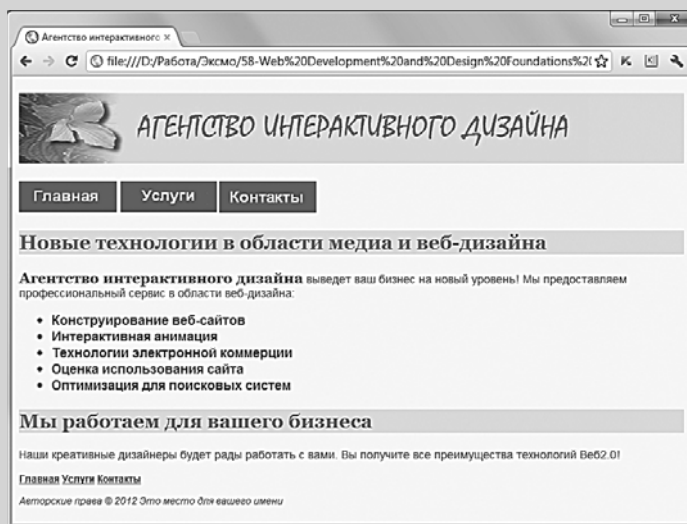 Агентство интерактивного
file:///D:/Работа/Эксмо/58-Web%20Development%20and%20Design%20Foundations%2(
АГЕНТСТВО ИНТЕРАКТИВНОГО ДИЗАЙНА
Главная Услуги Контакты
Новые технологии в области медиа и веб-дизайна
Агентство интерактивного дизайна выведет ваш бизнес на новый уровень! Мы предоставляем
профессиональный сервис в области веб-дизайна:
Конструирование веб-сайтов
Интерактивная анимация
Технологии электронной коммерции
Оценка использования сайта
Оптимизация для поисковых систем
Мы работаем для вашего бизнеса
Наши креативные дизайнеры будет рады работать с вами. Вы получите все преимущества технологий Веб2.0!
Главная Услуги Контакты
Авторские права © 2012 Это место для вашего имени